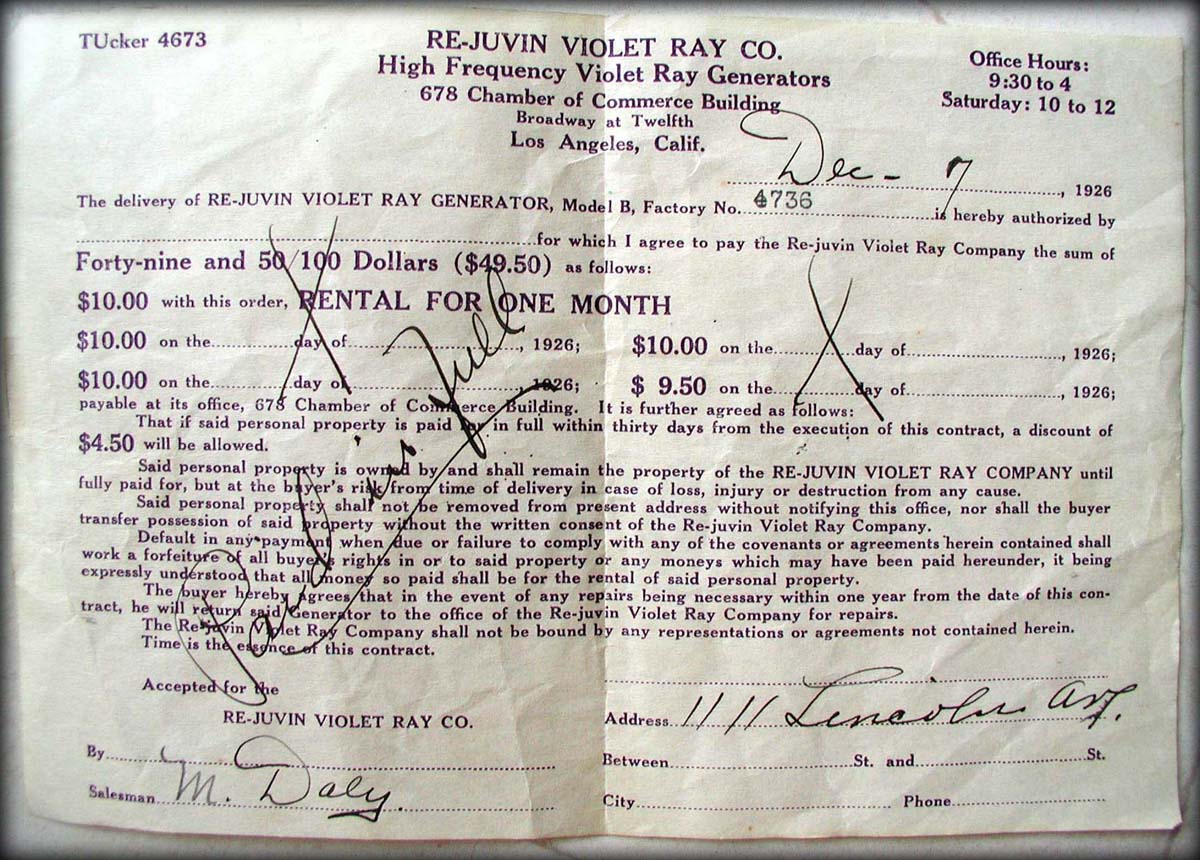 TUcker 4673
RE-JUVIN VIOLET RAY CO.
High Frequency Violet Ray Generators
678 Chamber of Commerce Building
Broadway at Twelfth
Los Angeles, Calif.
Office Hours:
9:30 to 4
Saturday: 10 to 12
Dec - 7, 1926
The delivery of RE-JUVIN VIOLET RAY GENERATOR, Model B, Factory No. 4736 is hereby authorized by
for which I agree to pay the Re-juvin Violet Ray Company the sum of
Forty-nine and 50/100 Dollars ($49.50) as follows:
$10.00 with this order, RENTAL FOR ONE MONTH
$10.00 on the day of, 1926; $10.00 on the day of, 1926;
$10.00 on the day of, 1926; $ 9.50 on the day of, 1926;
payable at its office, 678 Chamber of Commerce Building. It is further agreed as follows:
That if said personal property is paid for in full within thirty days from the execution of this contract, a discount of
$4.50 will be allowed.
Said personal property is owned by and shall remain the property of the RE-JUVIN VIOLET RAY COMPANY until
fully paid for, but at the buyer's risk from time of delivery in case of loss, injury or destruction from any cause.
Said personal property shall not be removed from present address without notifying this office, nor shall the buyer
transfer possession of said property without the written consent of the Re-juvin Violet Ray Company.
Default in any payment when due or failure to comply with any of the covenants or agreements herein contained shall
work a forfeiture of all buyer's rights in or to said property or any moneys which may have been paid hereunder, it being
expressly understood that all money so paid shall be for the rental of said personal property.
The buyer hereby agrees that in the event of any repairs being necessary within one year from the date of this con-
tract, he will return said Generator to the office of the Re-juvin Violet Ray Company for repairs.
The Re-juvin Violet Ray Company shall not be bound by any representations or agreements not contained herein.
Time is the essence of this contract.
Paid in Full
Accepted for the
RE-JUVIN VIOLET RAY CO.
By
Salesman M. Daly.
Address 1111 Lincoln Av.
Between St. and St.
City Phone